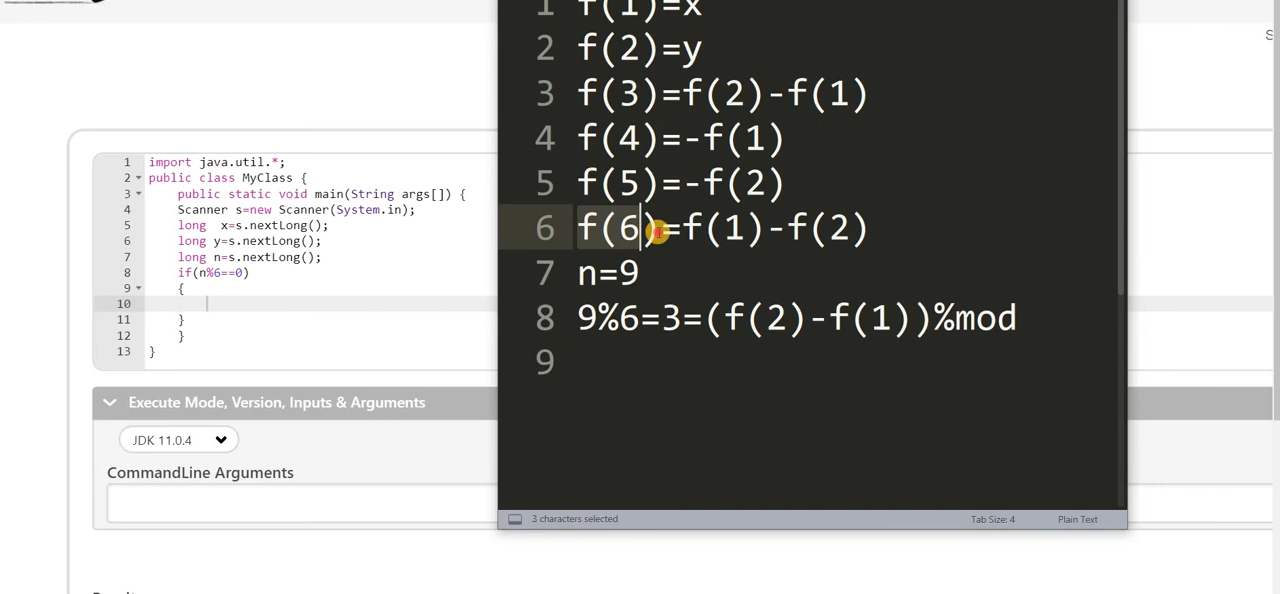 1 f(1)=x
2 f(2)=y
3 f(3)=f(2)-f(1)
4 f(4)=-f(1)
5 f(5)=-f(2)
6 f(6)=f(1)-f(2)
7 n=9
8 9%6=3=(f(2)-f(1))%mod
9
1 import java.util.*;
2 public class MyClass {
3 public static void main(String args[]) {
4 Scanner s=new Scanner(System.in);
5 long  x=s.nextLong();
6 long y=s.nextLong();
7 long n=s.nextLong();
8 if(n%6==0)
9 {
10
11 }
12 }
13 }
Execute Mode, Version, Inputs & Arguments
JDK 11.0.4
CommandLine Arguments
3 characters selected
Tab Size: 4
Plain Text